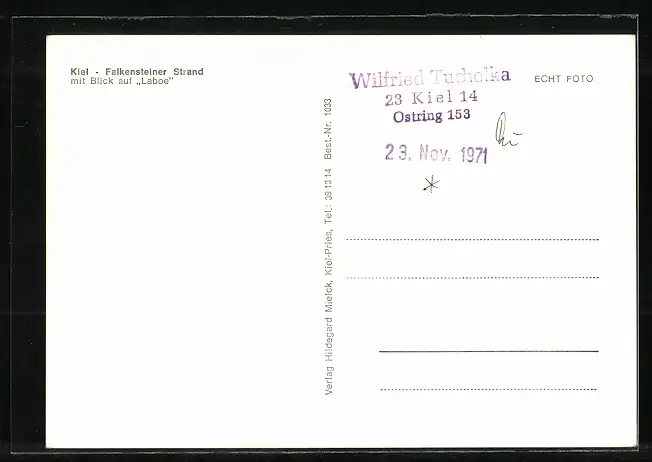 Kiel - Falkensteiner Strand
mit Blick auf „Laboe"
Verlag Hildegard Mielck, Kiel-Pries, Tel.: 39 13 14 Best.-Nr. 1033
Wilfried Tucholka
23 Kiel 14
Ostring 153
23. Nov. 1971
*
ECHT FOTO